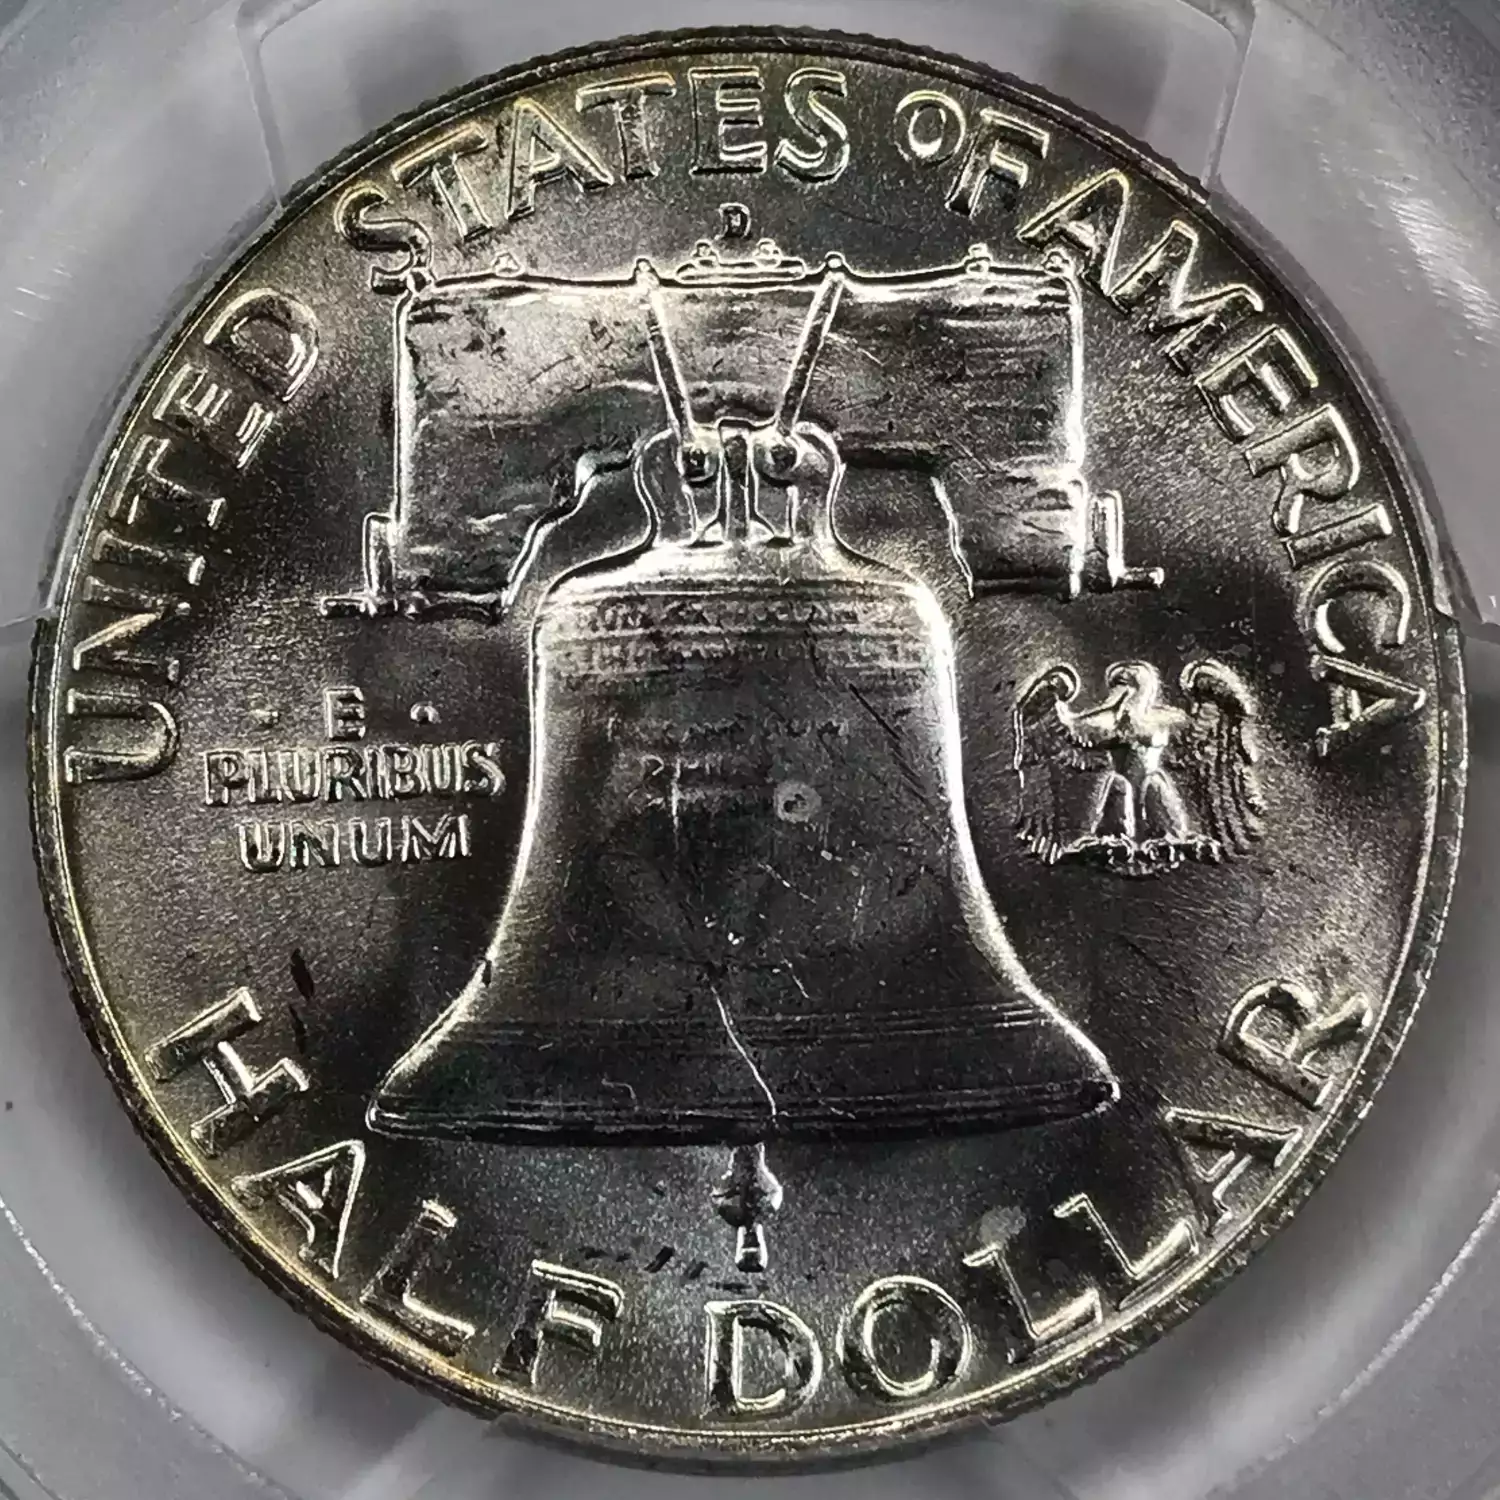 UNITED STATES OF AMERICA
D
· E ·
PLURIBUS
UNUM
HALF DOLLAR